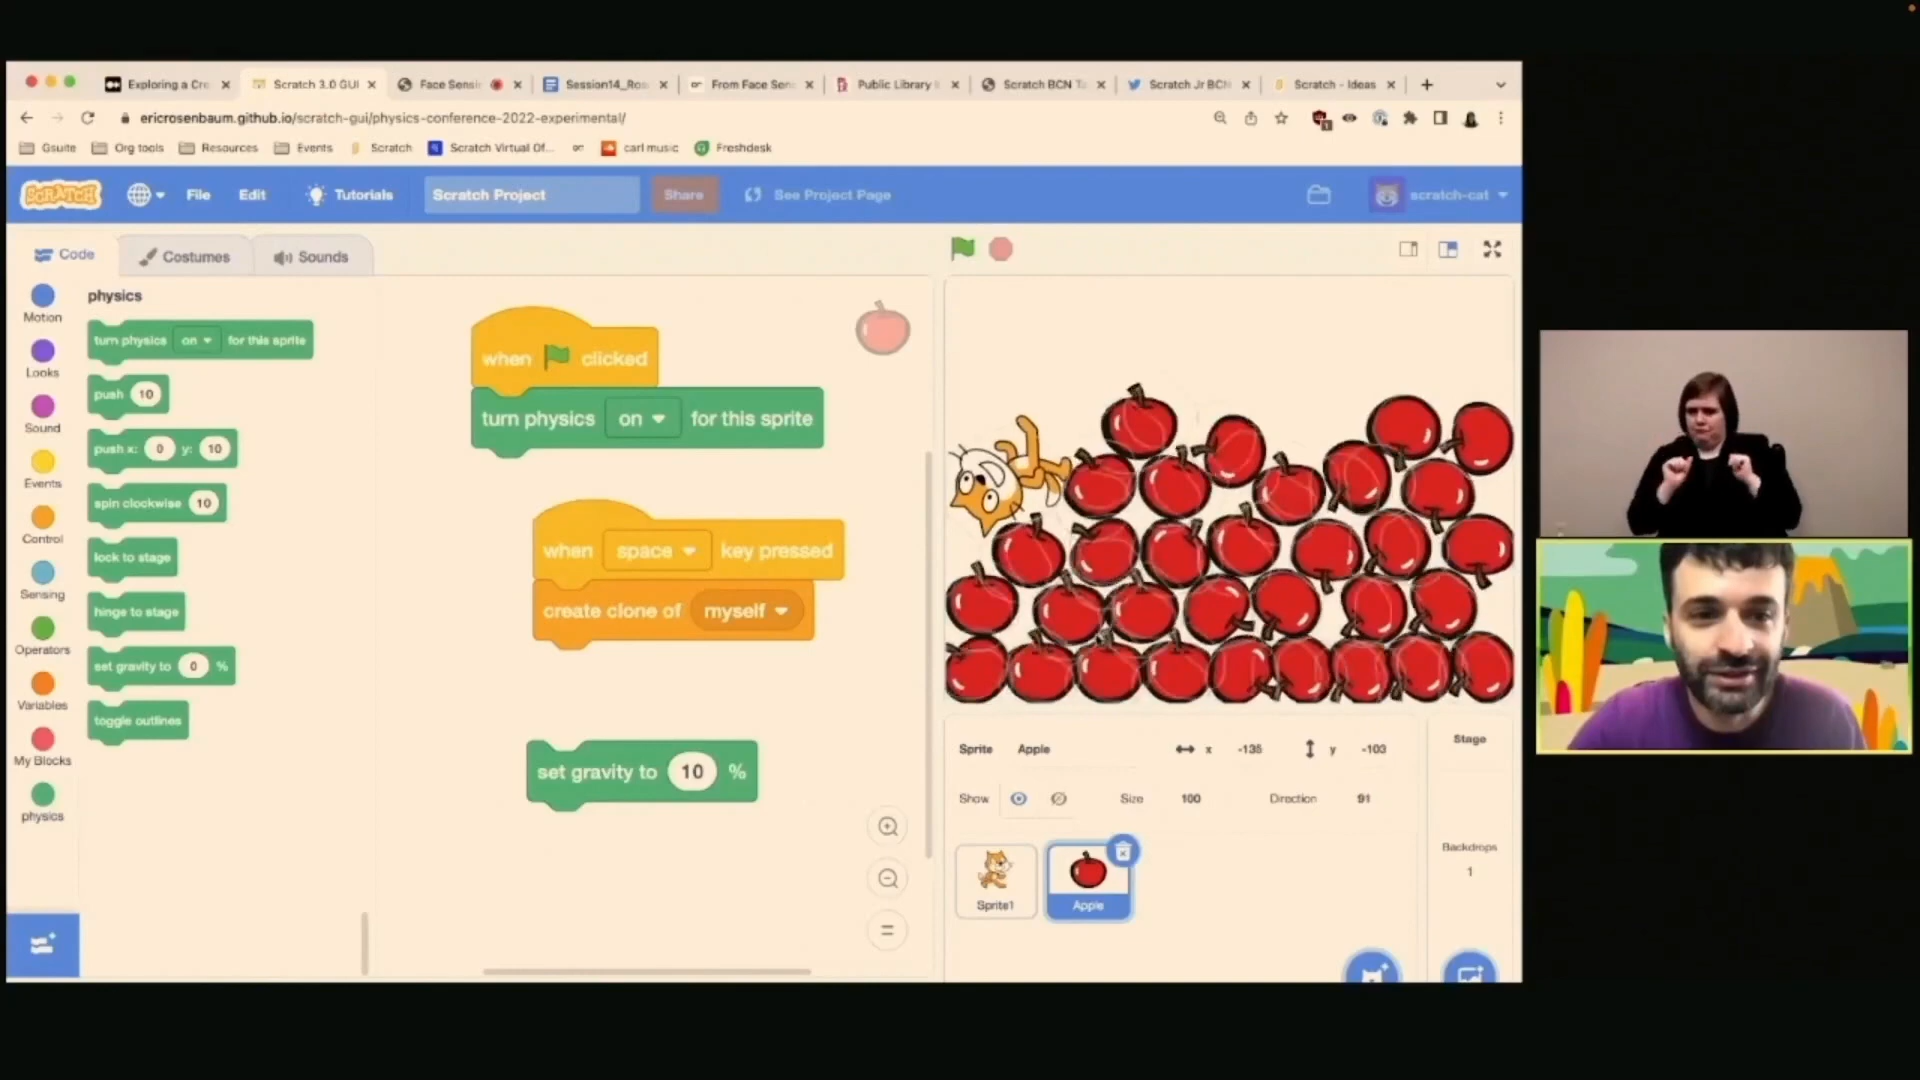 Exploring a Cre
Scratch 3.0 GUI
Face Sensi
Session14_Ros
From Face Sens
Public Library I
Scratch BCN Ta
Scratch Jr BCN
Scratch - Ideas
ericrosenbaum.github.io/scratch-gui/physics-conference-2022-experimental/
Gsuite
Org tools
Resources
Events
Scratch
Scratch Virtual Of...
carl music
Freshdesk
SCRATCH
File
Edit
Tutorials
Scratch Project
Share
See Project Page
scratch-cat
Code
Costumes
Sounds
Motion
Looks
Sound
Events
Control
Sensing
Operators
Variables
My Blocks
physics
physics
turn physics on for this sprite
push 10
push x: 0 y: 10
spin clockwise 10
lock to stage
hinge to stage
set gravity to 0 %
toggle outlines
when clicked
turn physics on for this sprite
when space key pressed
create clone of myself
set gravity to 10 %
Sprite Apple x -135 y -103
Show Size 100 Direction 91
Sprite1
Apple
Stage
Backdrops
1